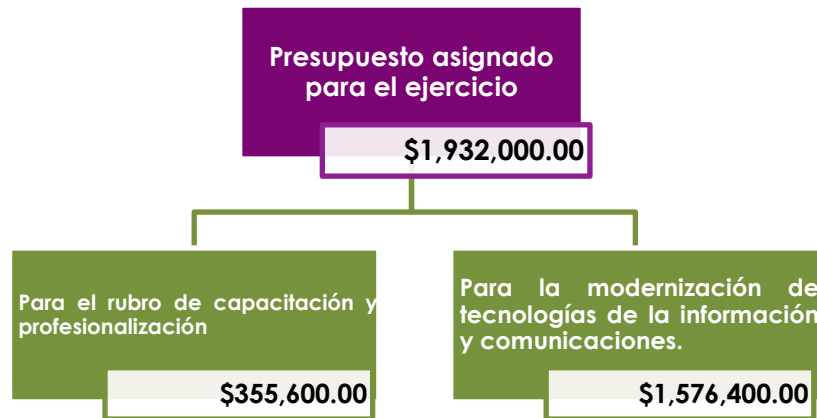 Presupuesto asignado
para el ejercicio
$1,932,000.00
Para el rubro de capacitación y
profesionalización
$355,600.00
Para la modernización de
tecnologías de la información
y comunicaciones.
$1,576,400.00